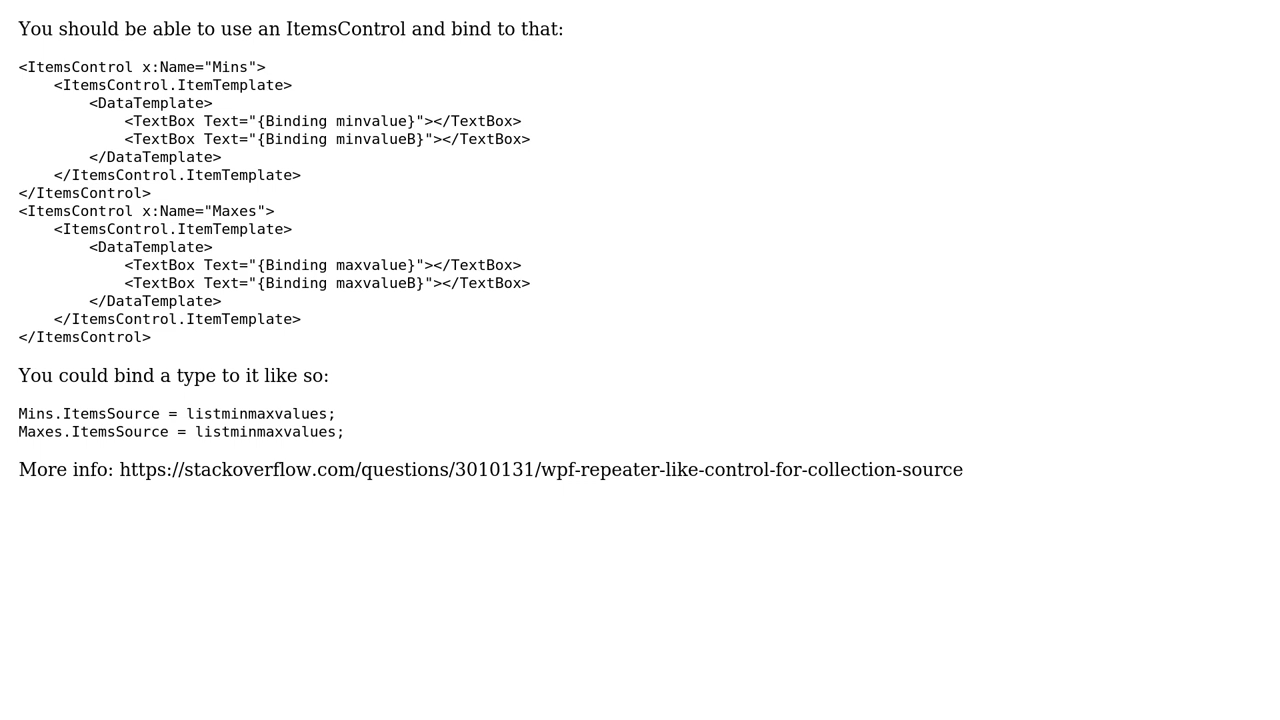 You should be able to use an ItemsControl and bind to that:
<ItemsControl x:Name="Mins">
    <ItemsControl.ItemTemplate>
        <DataTemplate>
            <TextBox Text="{Binding minvalue}"></TextBox>
            <TextBox Text="{Binding minvalueB}"></TextBox>
        </DataTemplate>
    </ItemsControl.ItemTemplate>
</ItemsControl>
<ItemsControl x:Name="Maxes">
    <ItemsControl.ItemTemplate>
        <DataTemplate>
            <TextBox Text="{Binding maxvalue}"></TextBox>
            <TextBox Text="{Binding maxvalueB}"></TextBox>
        </DataTemplate>
    </ItemsControl.ItemTemplate>
</ItemsControl>
You could bind a type to it like so:
Mins.ItemsSource = listminmaxvalues;
Maxes.ItemsSource = listminmaxvalues;
More info: https://stackoverflow.com/questions/3010131/wpf-repeater-like-control-for-collection-source